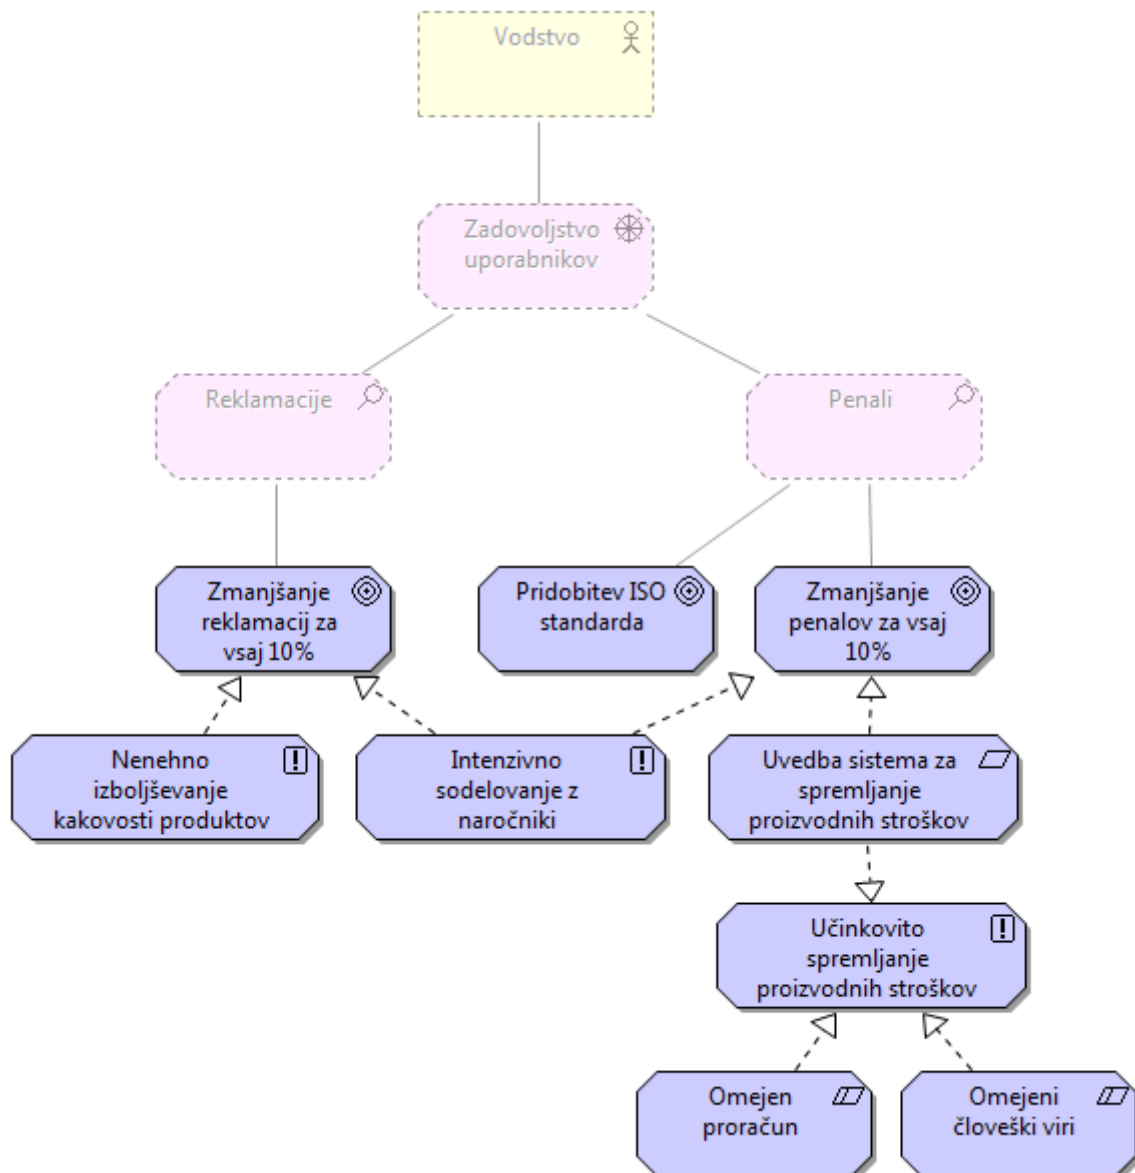 Vodstvo
Zadovoljstvo
uporabnikov
Reklamacije
Penali
Zmanjšanje
reklamacij za
vsaj 10%
Pridobitev ISO
standarda
Zmanjšanje
penalov za vsaj
10%
Nenehno
izboljševanje
kakovosti produktov
Intenzivno
sodelovanje z
naročniki
Uvedba sistema za
spremljanje
proizvodnih stroškov
Učinkovito
spremljanje
proizvodnih stroškov
Omejen
proračun
Omejeni
človeški viri